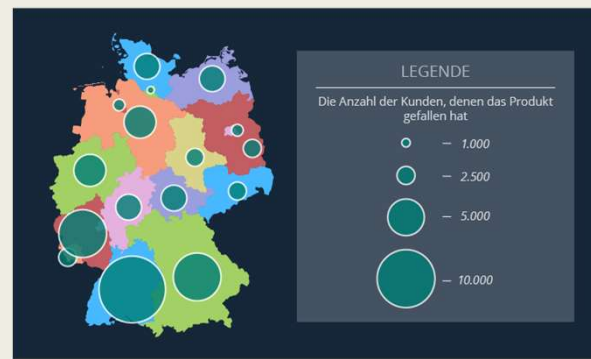 LEGENDE
Die Anzahl der Kunden, denen das Produkt
gefallen hat
— 1.000
— 2.500
— 5.000
— 10.000